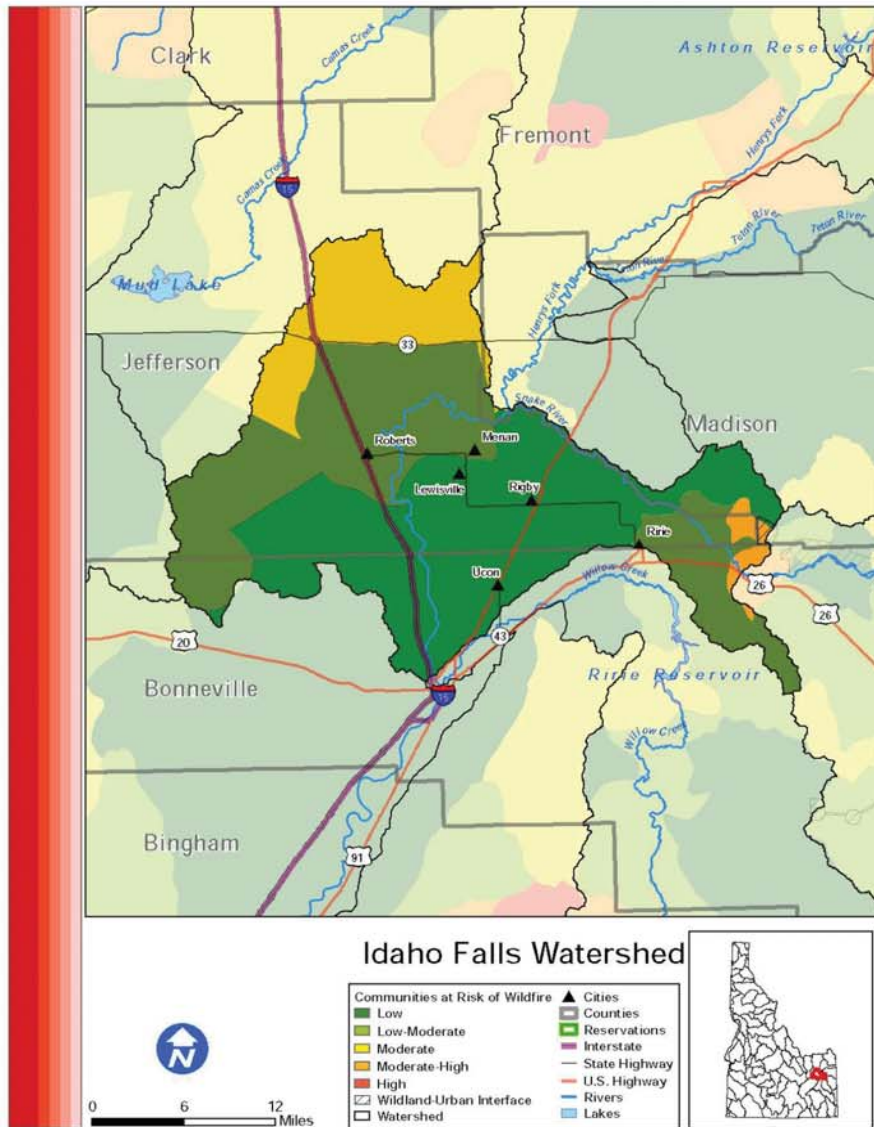 Clark
Camas Creek
Ashton Reservoir
Fremont
Henrys Fork
Camas Creek
15
Teton River
Teton River
Teton River
Mud Lake
Henrys Fork
33
Jefferson
Snake River
Madison
Roberts
Menan
Lewisville
Rigby
Ririe
Ucon
Willow Creek
26
26
20
43
Bonneville
15
Ririe Reservoir
Willow Creek
Bingham
91
Idaho Falls Watershed
Communities at Risk of Wildfire
Low
Low-Moderate
Moderate
Moderate-High
High
Wildland-Urban Interface
Watershed
Cities
Counties
Reservations
Interstate
State Highway
U.S. Highway
Rivers
Lakes
N
0 6 12
Miles